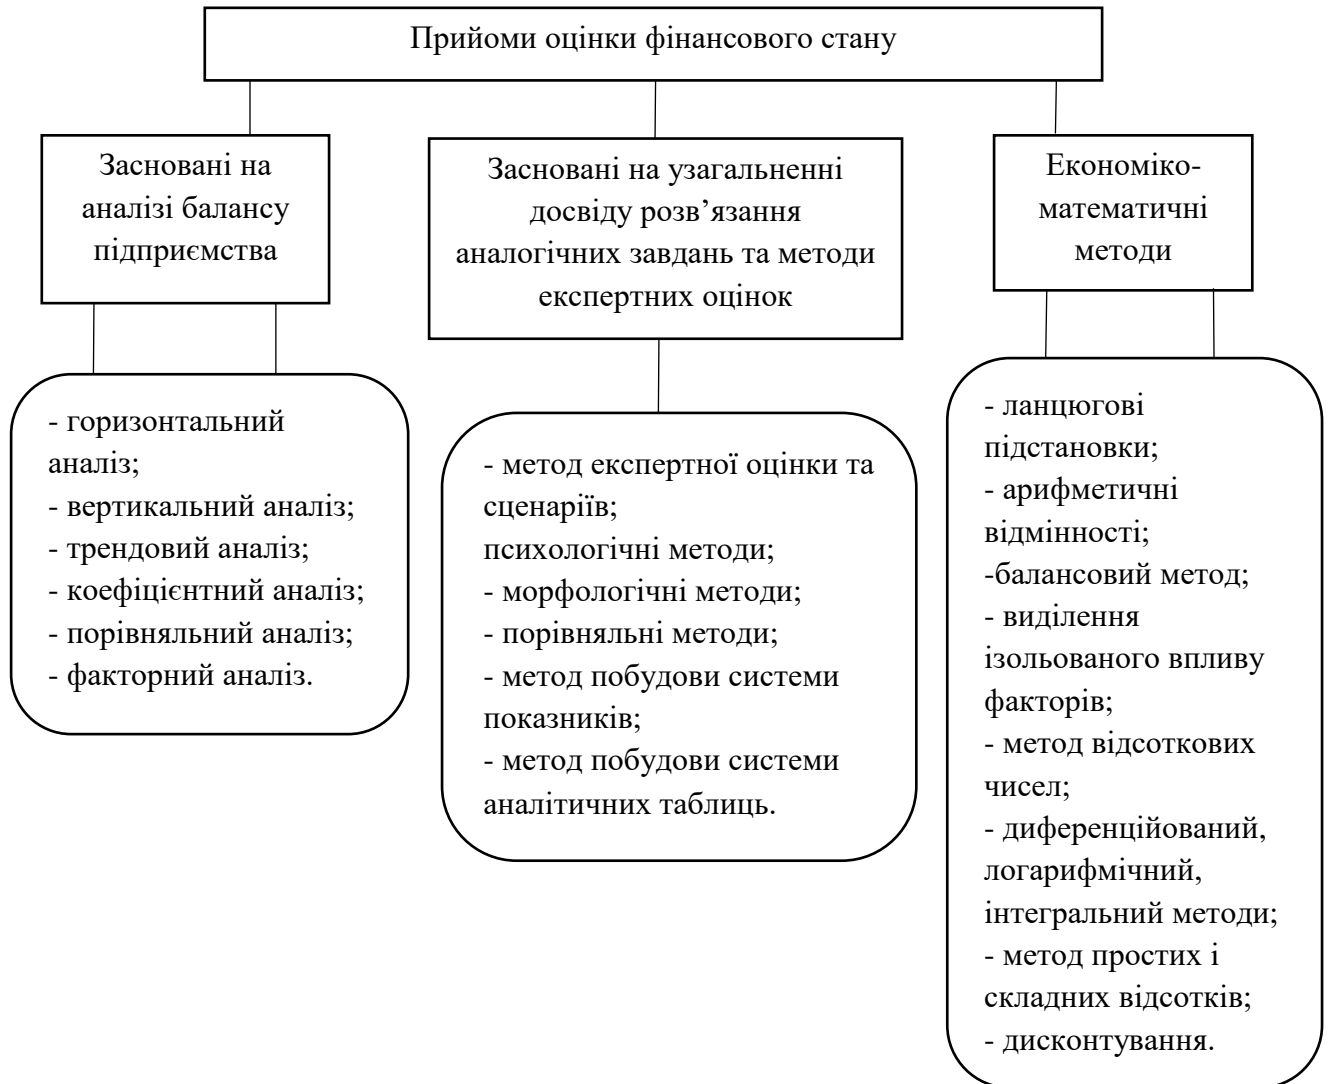 Прийоми оцінки фінансового стану
Засновані на
аналізі балансу
підприємства
Засновані на узагальненні
досвіду розв’язання
аналогічних завдань та методи
експертних оцінок
Економіко-
математичні
методи
- горизонтальний
аналіз;
- вертикальний аналіз;
- трендовий аналіз;
- коефіцієнтний аналіз;
- порівняльний аналіз;
- факторний аналіз.
- метод експертної оцінки та
сценаріїв;
психологічні методи;
- морфологічні методи;
- порівняльні методи;
- метод побудови системи
показників;
- метод побудови системи
аналітичних таблиць.
- ланцюгові
підстановки;
- арифметичні
відмінності;
-балансовий метод;
- виділення
ізольованого впливу
факторів;
- метод відсоткових
чисел;
- диференційований,
логарифмічний,
інтегральний методи;
- метод простих і
складних відсотків;
- дисконтування.